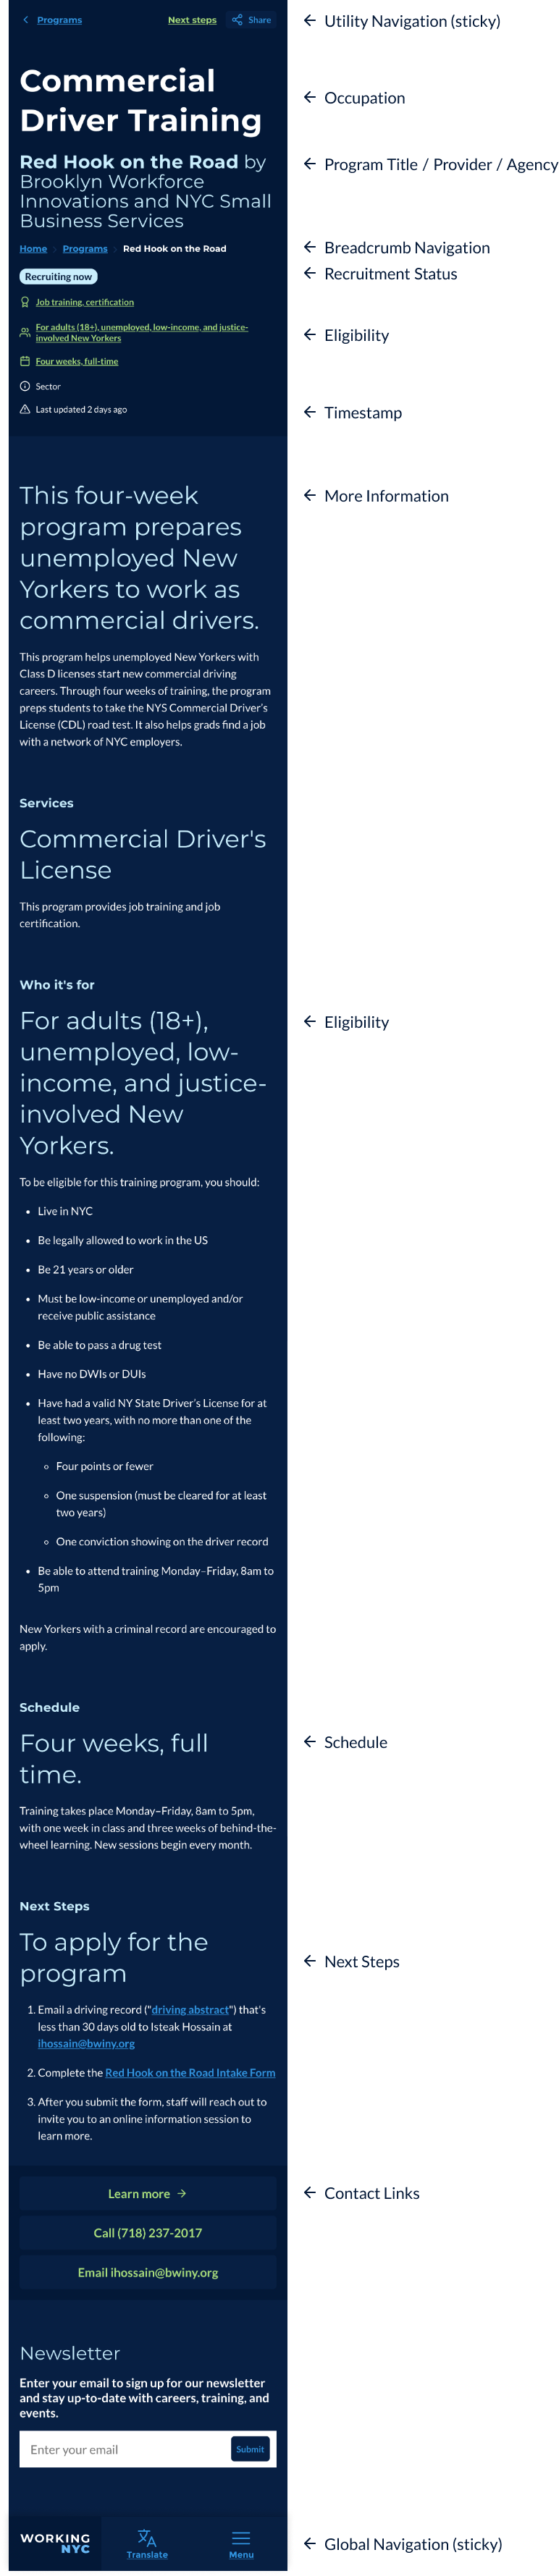 Programs
Next steps
Share
← Utility Navigation (sticky)
Commercial
Driver Training
← Occupation
Red Hook on the Road by
Brooklyn Workforce
Innovations and NYC Small
Business Services
← Program Title / Provider / Agency
Home Programs Red Hook on the Road
← Breadcrumb Navigation
Recruiting now
← Recruitment Status
Job training, certification
For adults (18+), unemployed, low-income, and justice-
involved New Yorkers
← Eligibility
Four weeks, full-time
Sector
Last updated 2 days ago
← Timestamp
This four-week
program prepares
unemployed New
Yorkers to work as
commercial drivers.
← More Information
This program helps unemployed New Yorkers with
Class D licenses start new commercial driving
careers. Through four weeks of training, the program
preps students to take the NYS Commercial Driver's
License (CDL) road test. It also helps grads find a job
with a network of NYC employers.
Services
Commercial Driver's
License
This program provides job training and job
certification.
Who it's for
For adults (18+),
unemployed, low-
income, and justice-
involved New
Yorkers.
← Eligibility
To be eligible for this training program, you should:
• Live in NYC
• Be legally allowed to work in the US
• Be 21 years or older
• Must be low-income or unemployed and/or
receive public assistance
• Be able to pass a drug test
• Have no DWIs or DUIs
• Have had a valid NY State Driver's License for at
least two years, with no more than one of the
following:
◦ Four points or fewer
◦ One suspension (must be cleared for at least
two years)
◦ One conviction showing on the driver record
• Be able to attend training Monday–Friday, 8am to
5pm
New Yorkers with a criminal record are encouraged to
apply.
Schedule
Four weeks, full
time.
← Schedule
Training takes place Monday–Friday, 8am to 5pm,
with one week in class and three weeks of behind-the-
wheel learning. New sessions begin every month.
Next Steps
To apply for the
program
← Next Steps
1. Email a driving record ("driving abstract") that's
less than 30 days old to Isteak Hossain at
ihossain@bwiny.org
2. Complete the Red Hook on the Road Intake Form
3. After you submit the form, staff will reach out to
invite you to an online information session to
learn more.
Learn more →
← Contact Links
Call (718) 237-2017
Email ihossain@bwiny.org
Newsletter
Enter your email to sign up for our newsletter
and stay up-to-date with careers, training, and
events.
Enter your email
Submit
WORKING
NYC
Translate
Menu
← Global Navigation (sticky)